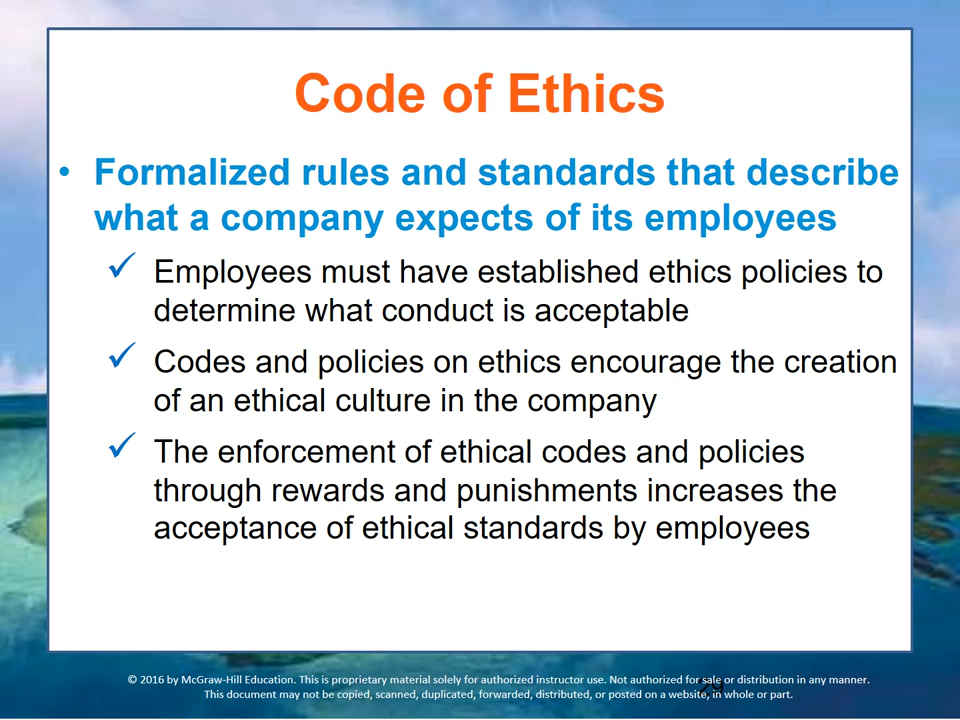 Code of Ethics
• Formalized rules and standards that describe
what a company expects of its employees
✓ Employees must have established ethics policies to
determine what conduct is acceptable
✓ Codes and policies on ethics encourage the creation
of an ethical culture in the company
✓ The enforcement of ethical codes and policies
through rewards and punishments increases the
acceptance of ethical standards by employees
© 2016 by McGraw-Hill Education. This is proprietary material solely for authorized instructor use. Not authorized for sale or distribution in any manner.
This document may not be copied, scanned, duplicated, forwarded, distributed, or posted on a website, in whole or part.
29